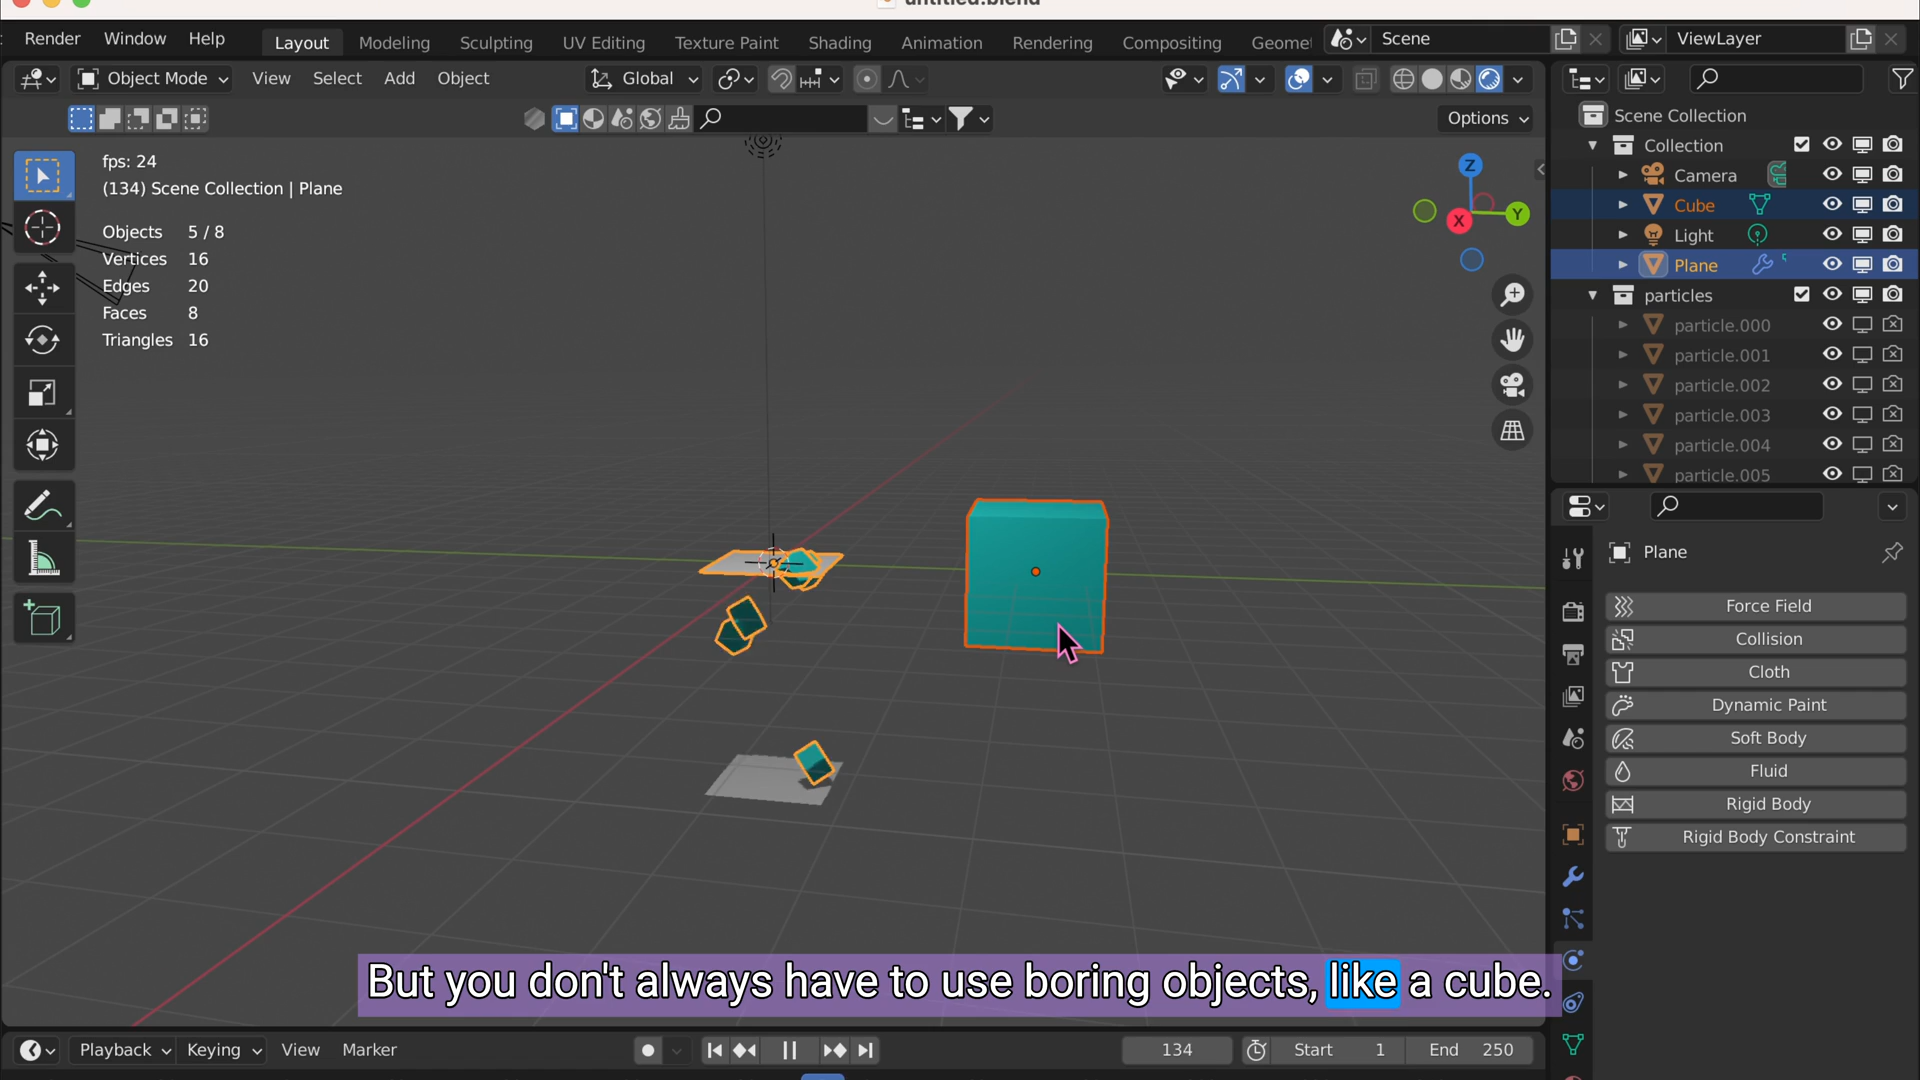 untitled.blend
Render Window Help Layout Modeling Sculpting UV Editing Texture Paint Shading Animation Rendering Compositing Geome Scene ViewLayer
Object Mode View Select Add Object Global
Options
fps: 24
(134) Scene Collection | Plane
Objects 5 / 8
Vertices 16
Edges 20
Faces 8
Triangles 16
Z
Y
X
Scene Collection
Collection
Camera
Cube
Light
Plane
particles
particle.000
particle.001
particle.002
particle.003
particle.004
particle.005
Plane
Force Field
Collision
Cloth
Dynamic Paint
Soft Body
Fluid
Rigid Body
Rigid Body Constraint
But you don't always have to use boring objects, like a cube.
Playback Keying View Marker 134 Start 1 End 250